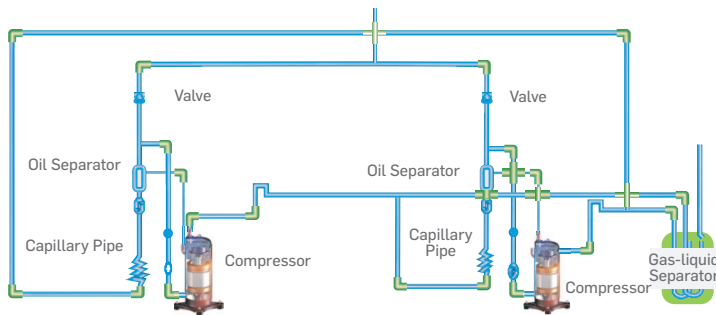 Valve
Valve
Oil Separator
Oil Separator
Capillary Pipe
Capillary
Pipe
Compressor
Gas-liquid
Separator
Compressor